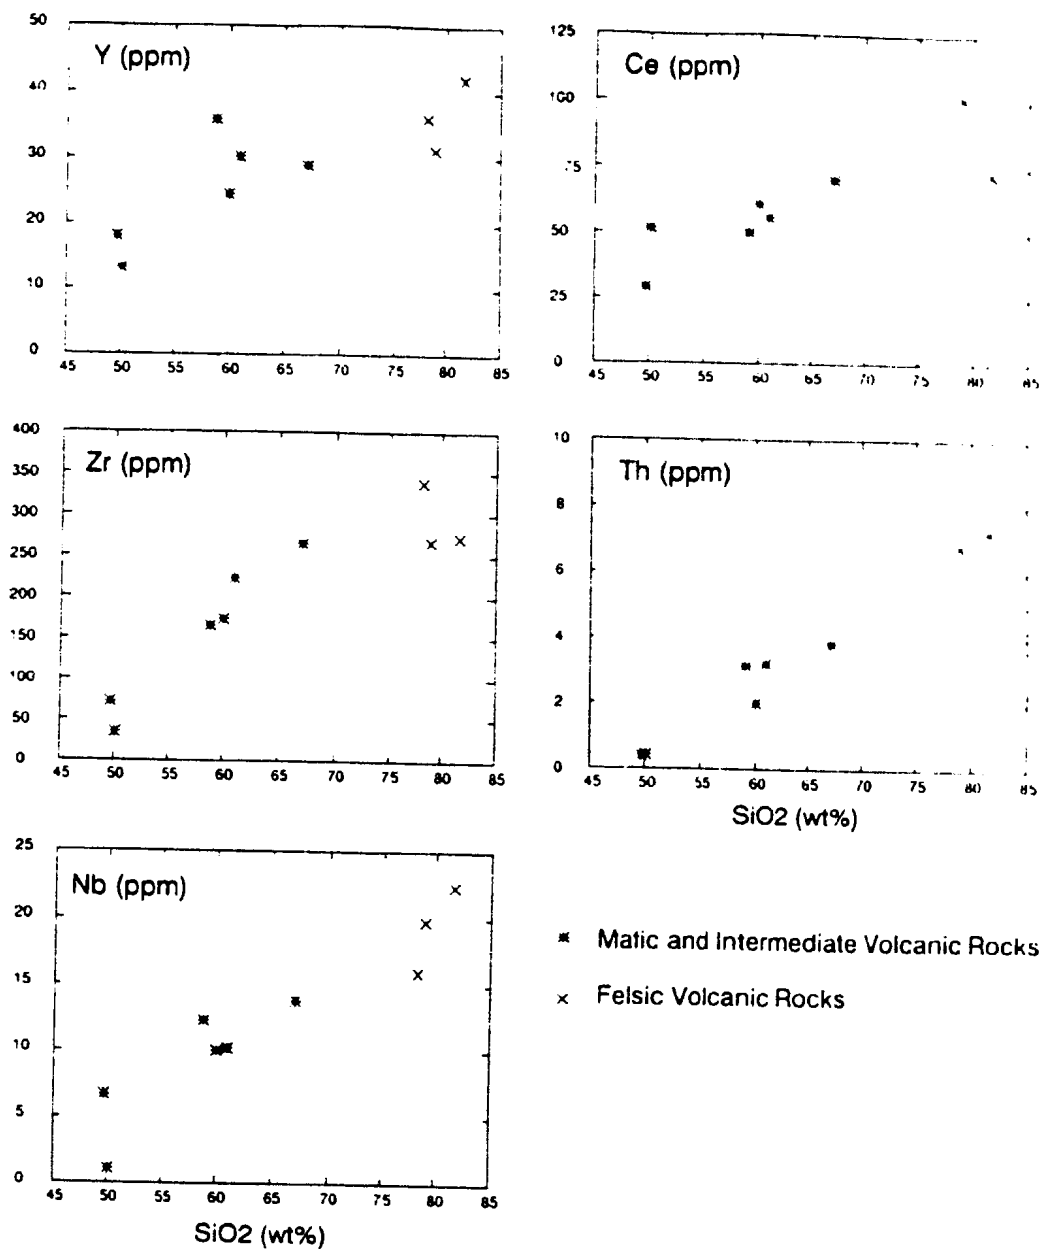 Y (ppm)
50
40
30
20
10
0
45 50 55 60 65 70 75 80 85
Ce (ppm)
125
100
75
50
25
0
45 50 55 60 65 70 75 80 85
Zr (ppm)
400
350
300
250
200
150
100
50
0
45 50 55 60 65 70 75 80 85
Th (ppm)
10
8
6
4
2
0
45 50 55 60 65 70 75 80 85
SiO2 (wt%)
Nb (ppm)
25
20
15
10
5
0
45 50 55 60 65 70 75 80 85
SiO2 (wt%)
Mafic and Intermediate Volcanic Rocks
Felsic Volcanic Rocks